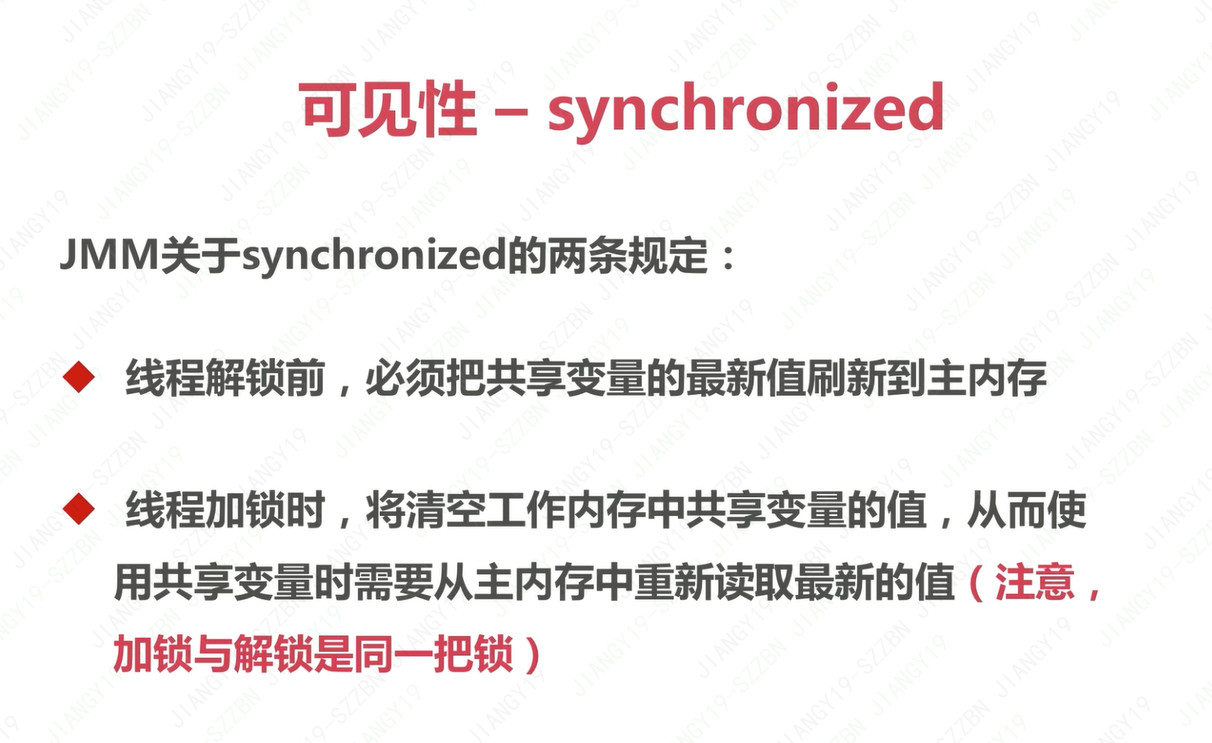 可见性 – synchronized
JMM关于synchronized的两条规定：
线程解锁前，必须把共享变量的最新值刷新到主内存
线程加锁时，将清空工作内存中共享变量的值，从而使
用共享变量时需要从主内存中重新读取最新的值（注意，
加锁与解锁是同一把锁）
JIANGY19-SZZBN